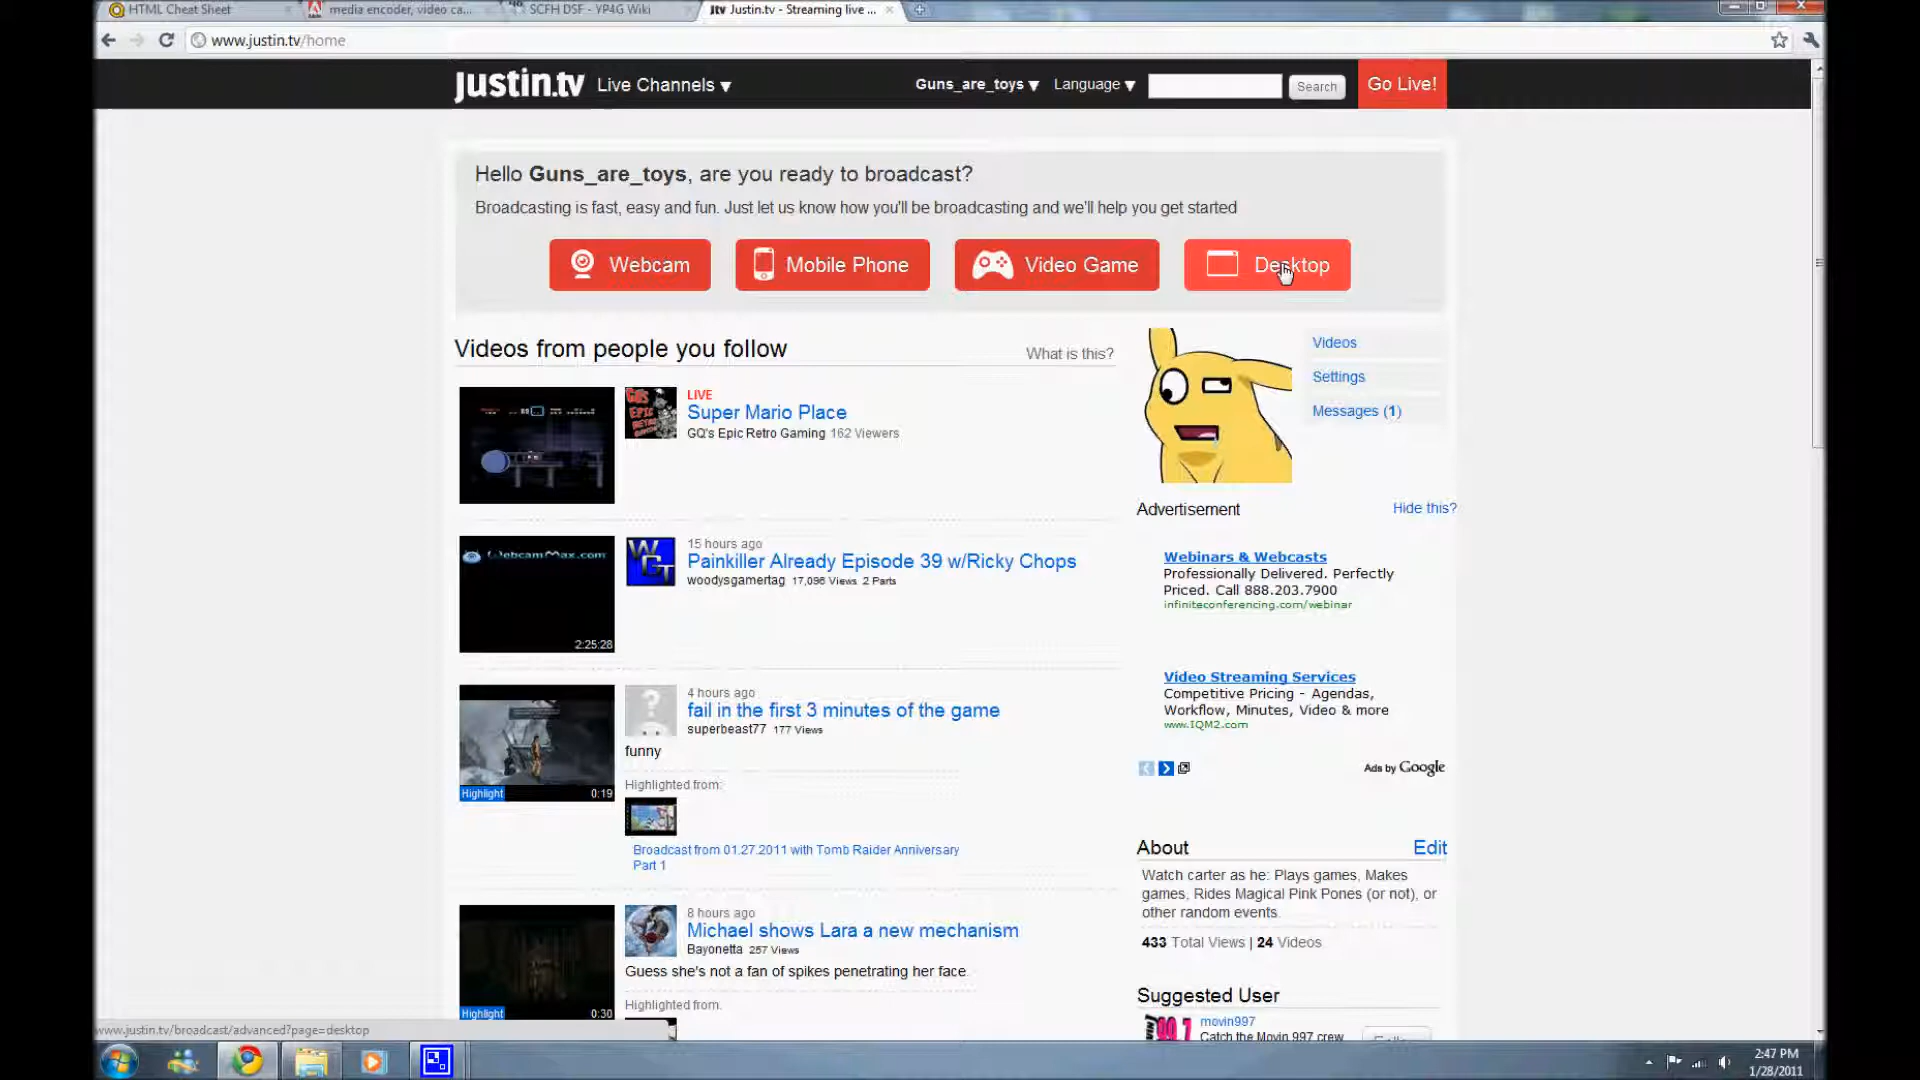 HTML Cheat Sheet
media encoder, video ca...
SCFH DSF - YP4G Wiki
Justin.tv - Streaming live ...
www.justin.tv/home
Justin.tv
Live Channels ▼
Guns_are_toys ▼
Language ▼
Search
Go Live!
Hello Guns_are_toys, are you ready to broadcast?
Broadcasting is fast, easy and fun. Just let us know how you'll be broadcasting and we'll help you get started
Webcam
Mobile Phone
Video Game
Desktop
Videos from people you follow
What is this?
LIVE
Super Mario Place
GQ's Epic Retro Gaming 162 Viewers
15 hours ago
Painkiller Already Episode 39 w/Ricky Chops
woodysgamertag 17,096 Views 2 Parts
WGT
2:25:28
4 hours ago
fail in the first 3 minutes of the game
superbeast77 177 Views
funny
Highlight
0:19
Highlighted from:
Broadcast from 01.27.2011 with Tomb Raider Anniversary
Part 1
8 hours ago
Michael shows Lara a new mechanism
Bayonetta 257 Views
Guess she's not a fan of spikes penetrating her face.
Highlight
0:30
Highlighted from:
Videos
Settings
Messages (1)
Advertisement
Hide this?
Webinars & Webcasts
Professionally Delivered. Perfectly
Priced. Call 888.203.7900
infiniteconferencing.com/webinar
Video Streaming Services
Competitive Pricing - Agendas,
Workflow, Minutes, Video & more
www.IQM2.com
Ads by Google
About
Edit
Watch carter as he: Plays games, Makes
games, Rides Magical Pink Pones (or not), or
other random events.
433 Total Views | 24 Videos
Suggested User
movin997
Catch the Movin 997 crew
www.justin.tv/broadcast/advanced?page=desktop
2:47 PM
1/28/2011